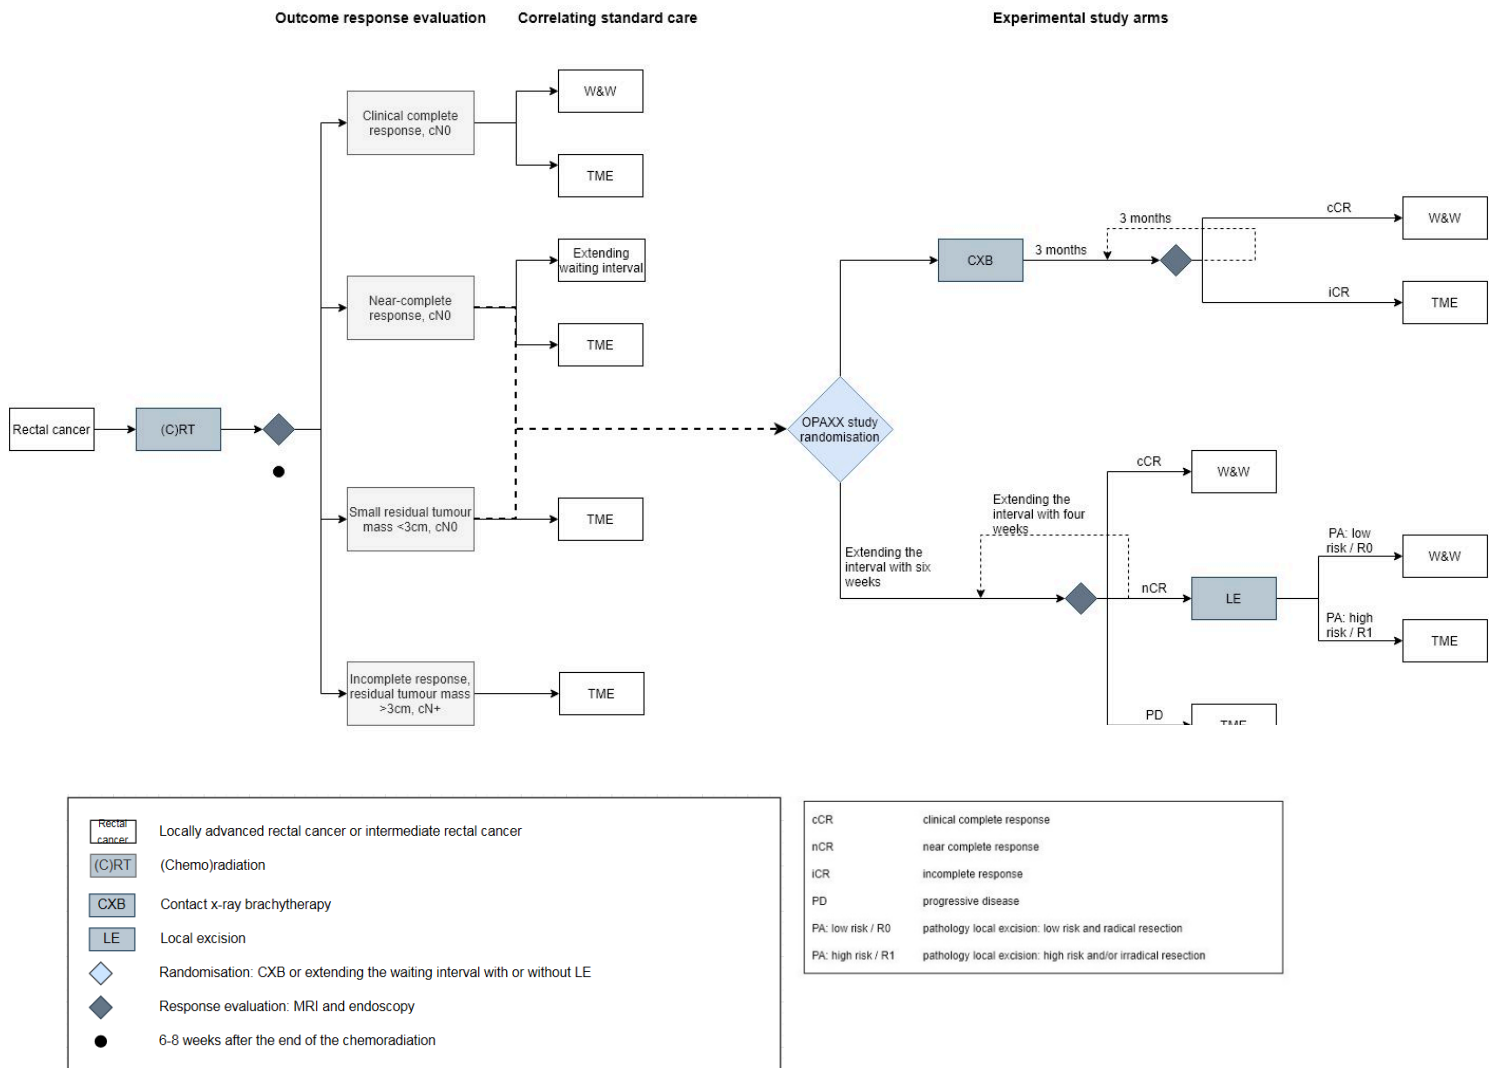 Outcome response evaluation
Correlating standard care
Experimental study arms
Clinical complete
response, cN0
W&W
TME
Near-complete
response, cN0
Extending
waiting interval
TME
Rectal cancer
(C)RT
Small residual tumour
mass <3cm, cN0
TME
Incomplete response,
residual tumour mass
>3cm, cN+
TME
OPAXX study
randomisation
CXB
3 months
3 months
cCR
W&W
iCR
TME
Extending the
interval with six
weeks
Extending the
interval with four
weeks
cCR
W&W
nCR
LE
PA: low
risk / R0
W&W
PA: high
risk / R1
TME
PD
TME
Rectal
cancer
Locally advanced rectal cancer or intermediate rectal cancer
(C)RT
(Chemo)radiation
CXB
Contact x-ray brachytherapy
LE
Local excision
Randomisation: CXB or extending the waiting interval with or without LE
Response evaluation: MRI and endoscopy
6-8 weeks after the end of the chemoradiation
cCR clinical complete response
nCR near complete response
iCR incomplete response
PD progressive disease
PA: low risk / R0 pathology local excision: low risk and radical resection
PA: high risk / R1 pathology local excision: high risk and/or irradical resection